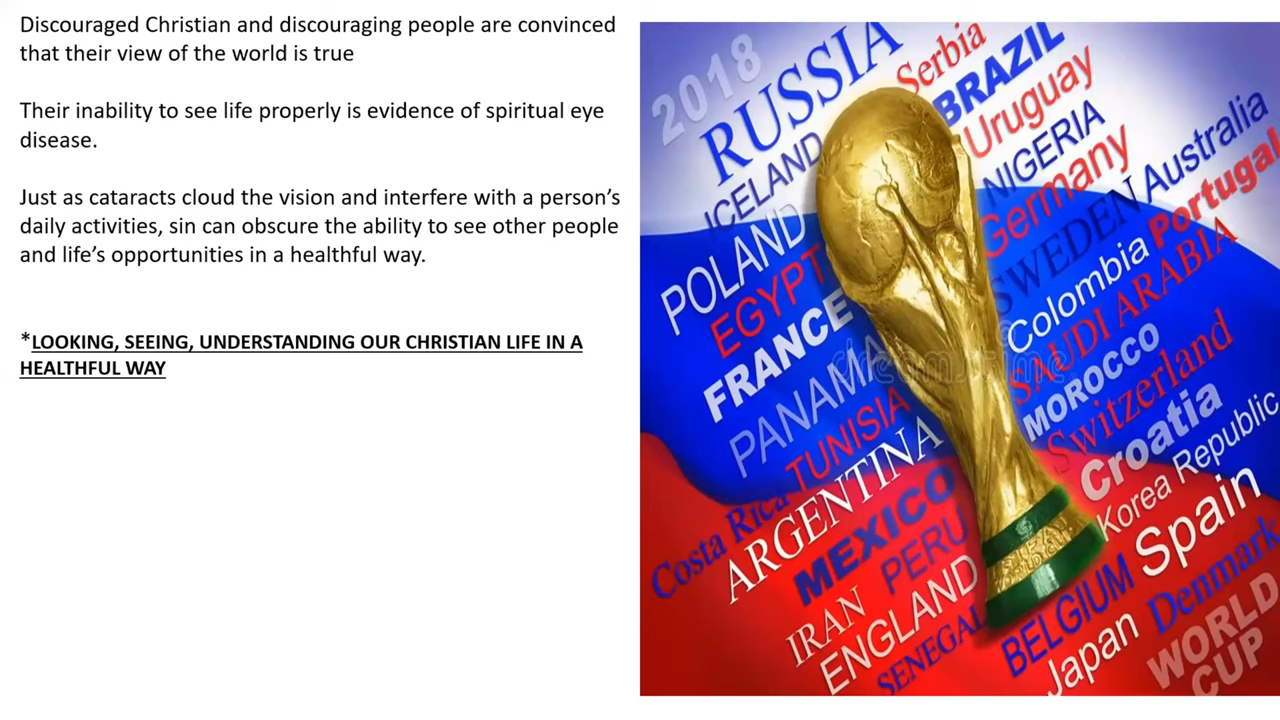 Discouraged Christian and discouraging people are convinced
that their view of the world is true
Their inability to see life properly is evidence of spiritual eye
disease.
Just as cataracts cloud the vision and interfere with a person’s
daily activities, sin can obscure the ability to see other people
and life’s opportunities in a healthful way.
*LOOKING, SEEING, UNDERSTANDING OUR CHRISTIAN LIFE IN A
HEALTHFUL WAY
2018
RUSSIA
Serbia
ICELAND
BRAZIL
POLAND
Uruguay
EGYPT
NIGERIA
FRANCE
Germany
PANAMA
SWEDEN
Australia
TUNISIA
Colombia
Portugal
Costa Rica
SAUDI ARABIA
ARGENTINA
MOROCCO
MEXICO
Switzerland
PERU
Croatia
IRAN
Korea Republic
ENGLAND
Spain
SENEGAL
BELGIUM
Denmark
Japan
WORLD
CUP
dreamstime